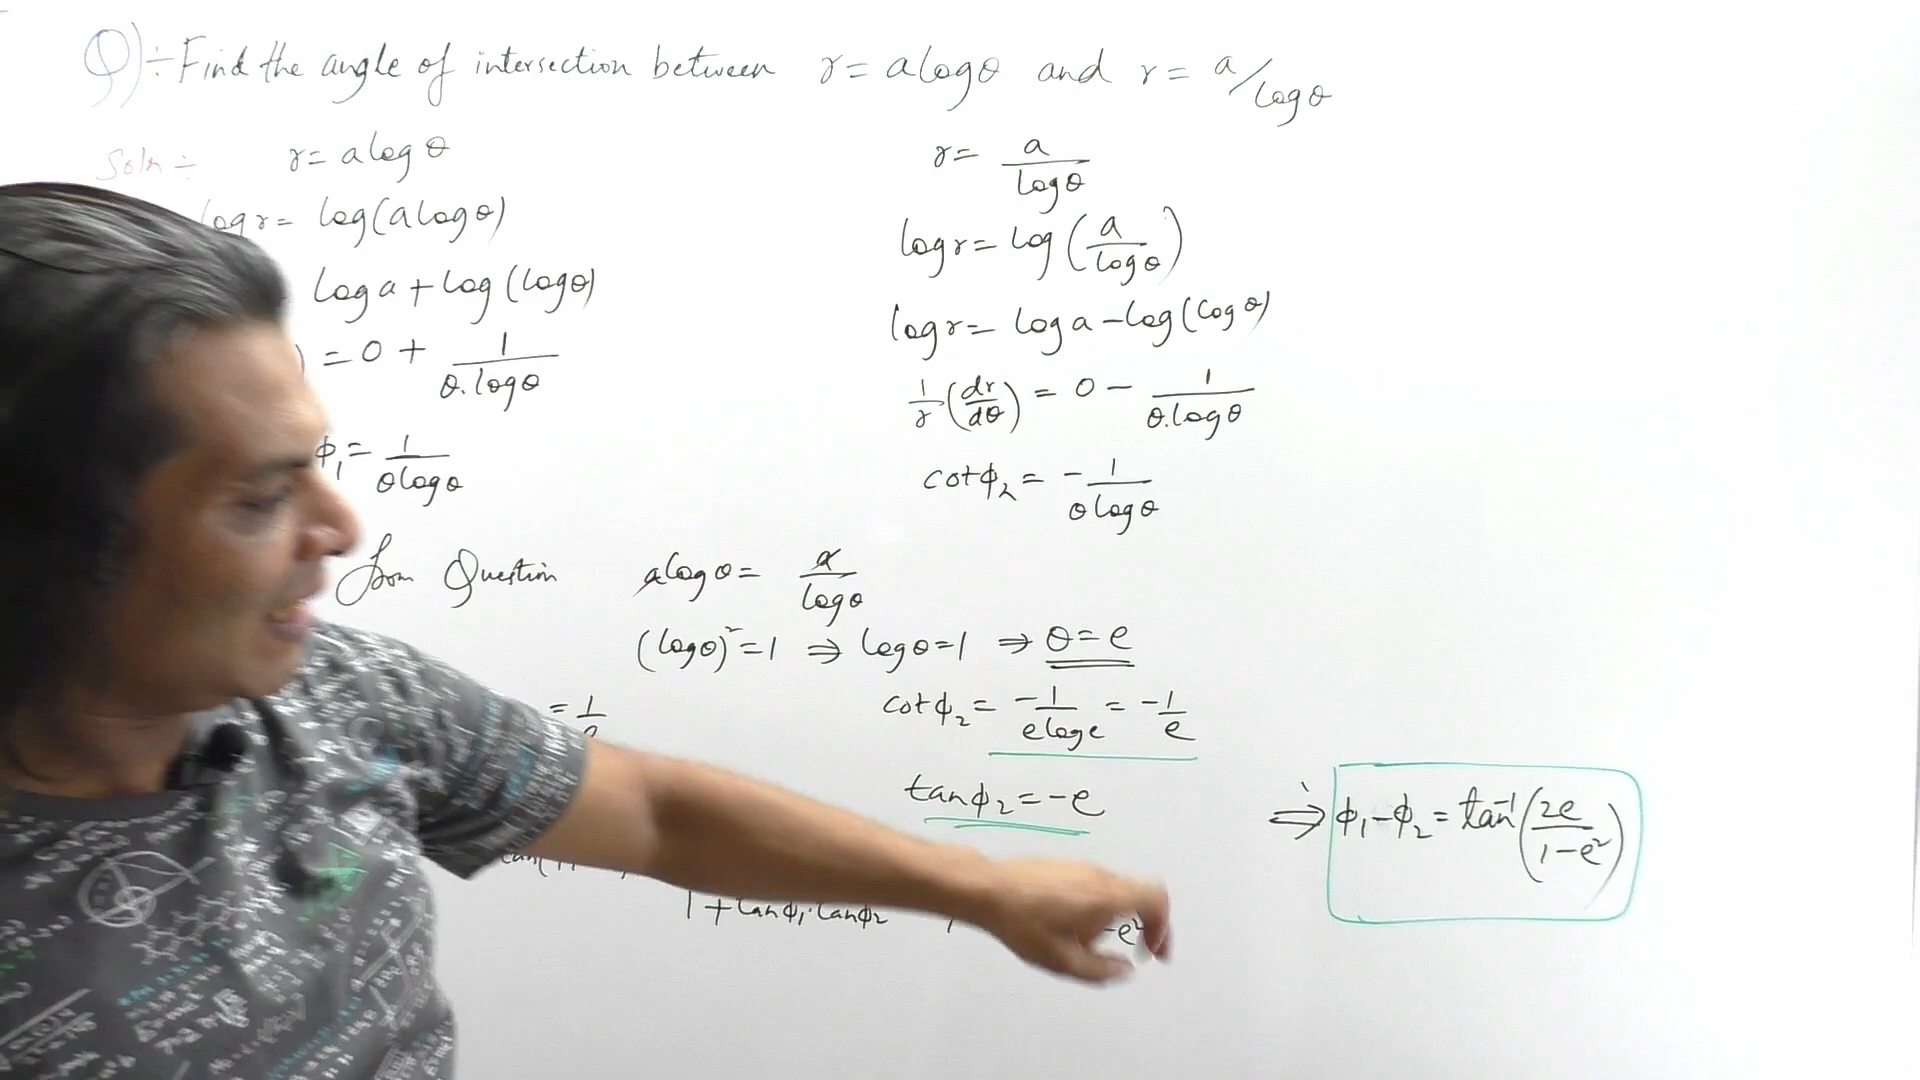 Q)÷ Find the angle of intersection between r = a log θ and r = a/log θ
Soln ÷ r = a log θ
log r = log(a log θ)
log a + log (log θ)
) = 0 + 1/(θ. log θ)
ϕ₁ = 1/(θ log θ)
r = a/(log θ)
log r = log (a/(log θ))
log r = log a - log (log θ)
1/r (dr/dθ) = 0 - 1/(θ. log θ)
cot ϕ₂ = - 1/(θ log θ)
from Question a log θ = a/(log θ)
(log θ)² = 1 ⇒ log θ = 1 ⇒ θ = e
= 1/e
cot ϕ₂ = -1/(e log e) = -1/e
tan ϕ₂ = -e
1 + tan ϕ₁. tan ϕ₂
-e²
⇒ ϕ₁ - ϕ₂ = tan⁻¹ (2e/(1-e²))